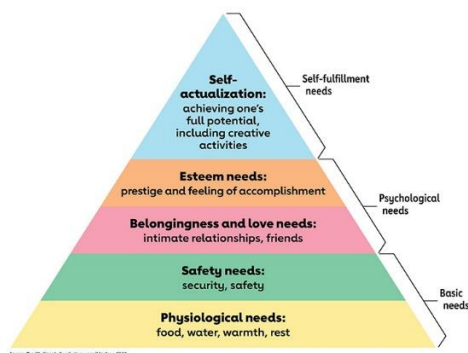 Self-
actualization:
achieving one's
full potential,
including creative
activities
Self-fulfillment
needs
Esteem needs:
prestige and feeling of accomplishment
Psychological
needs
Belongingness and love needs:
intimate relationships, friends
Safety needs:
security, safety
Basic
needs
Physiological needs:
food, water, warmth, rest